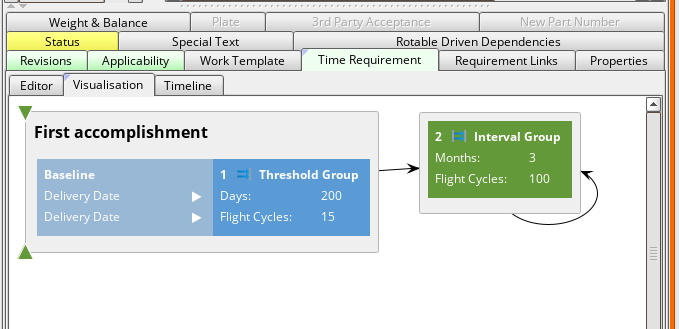 Weight & Balance Plate 3rd Party Acceptance New Part Number
Status Special Text Rotable Driven Dependencies
Revisions Applicability Work Template Time Requirement Requirement Links Properties
Editor Visualisation Timeline
First accomplishment
Baseline
Delivery Date
Delivery Date
1 Threshold Group
Days: 200
Flight Cycles: 15
2 Interval Group
Months: 3
Flight Cycles: 100